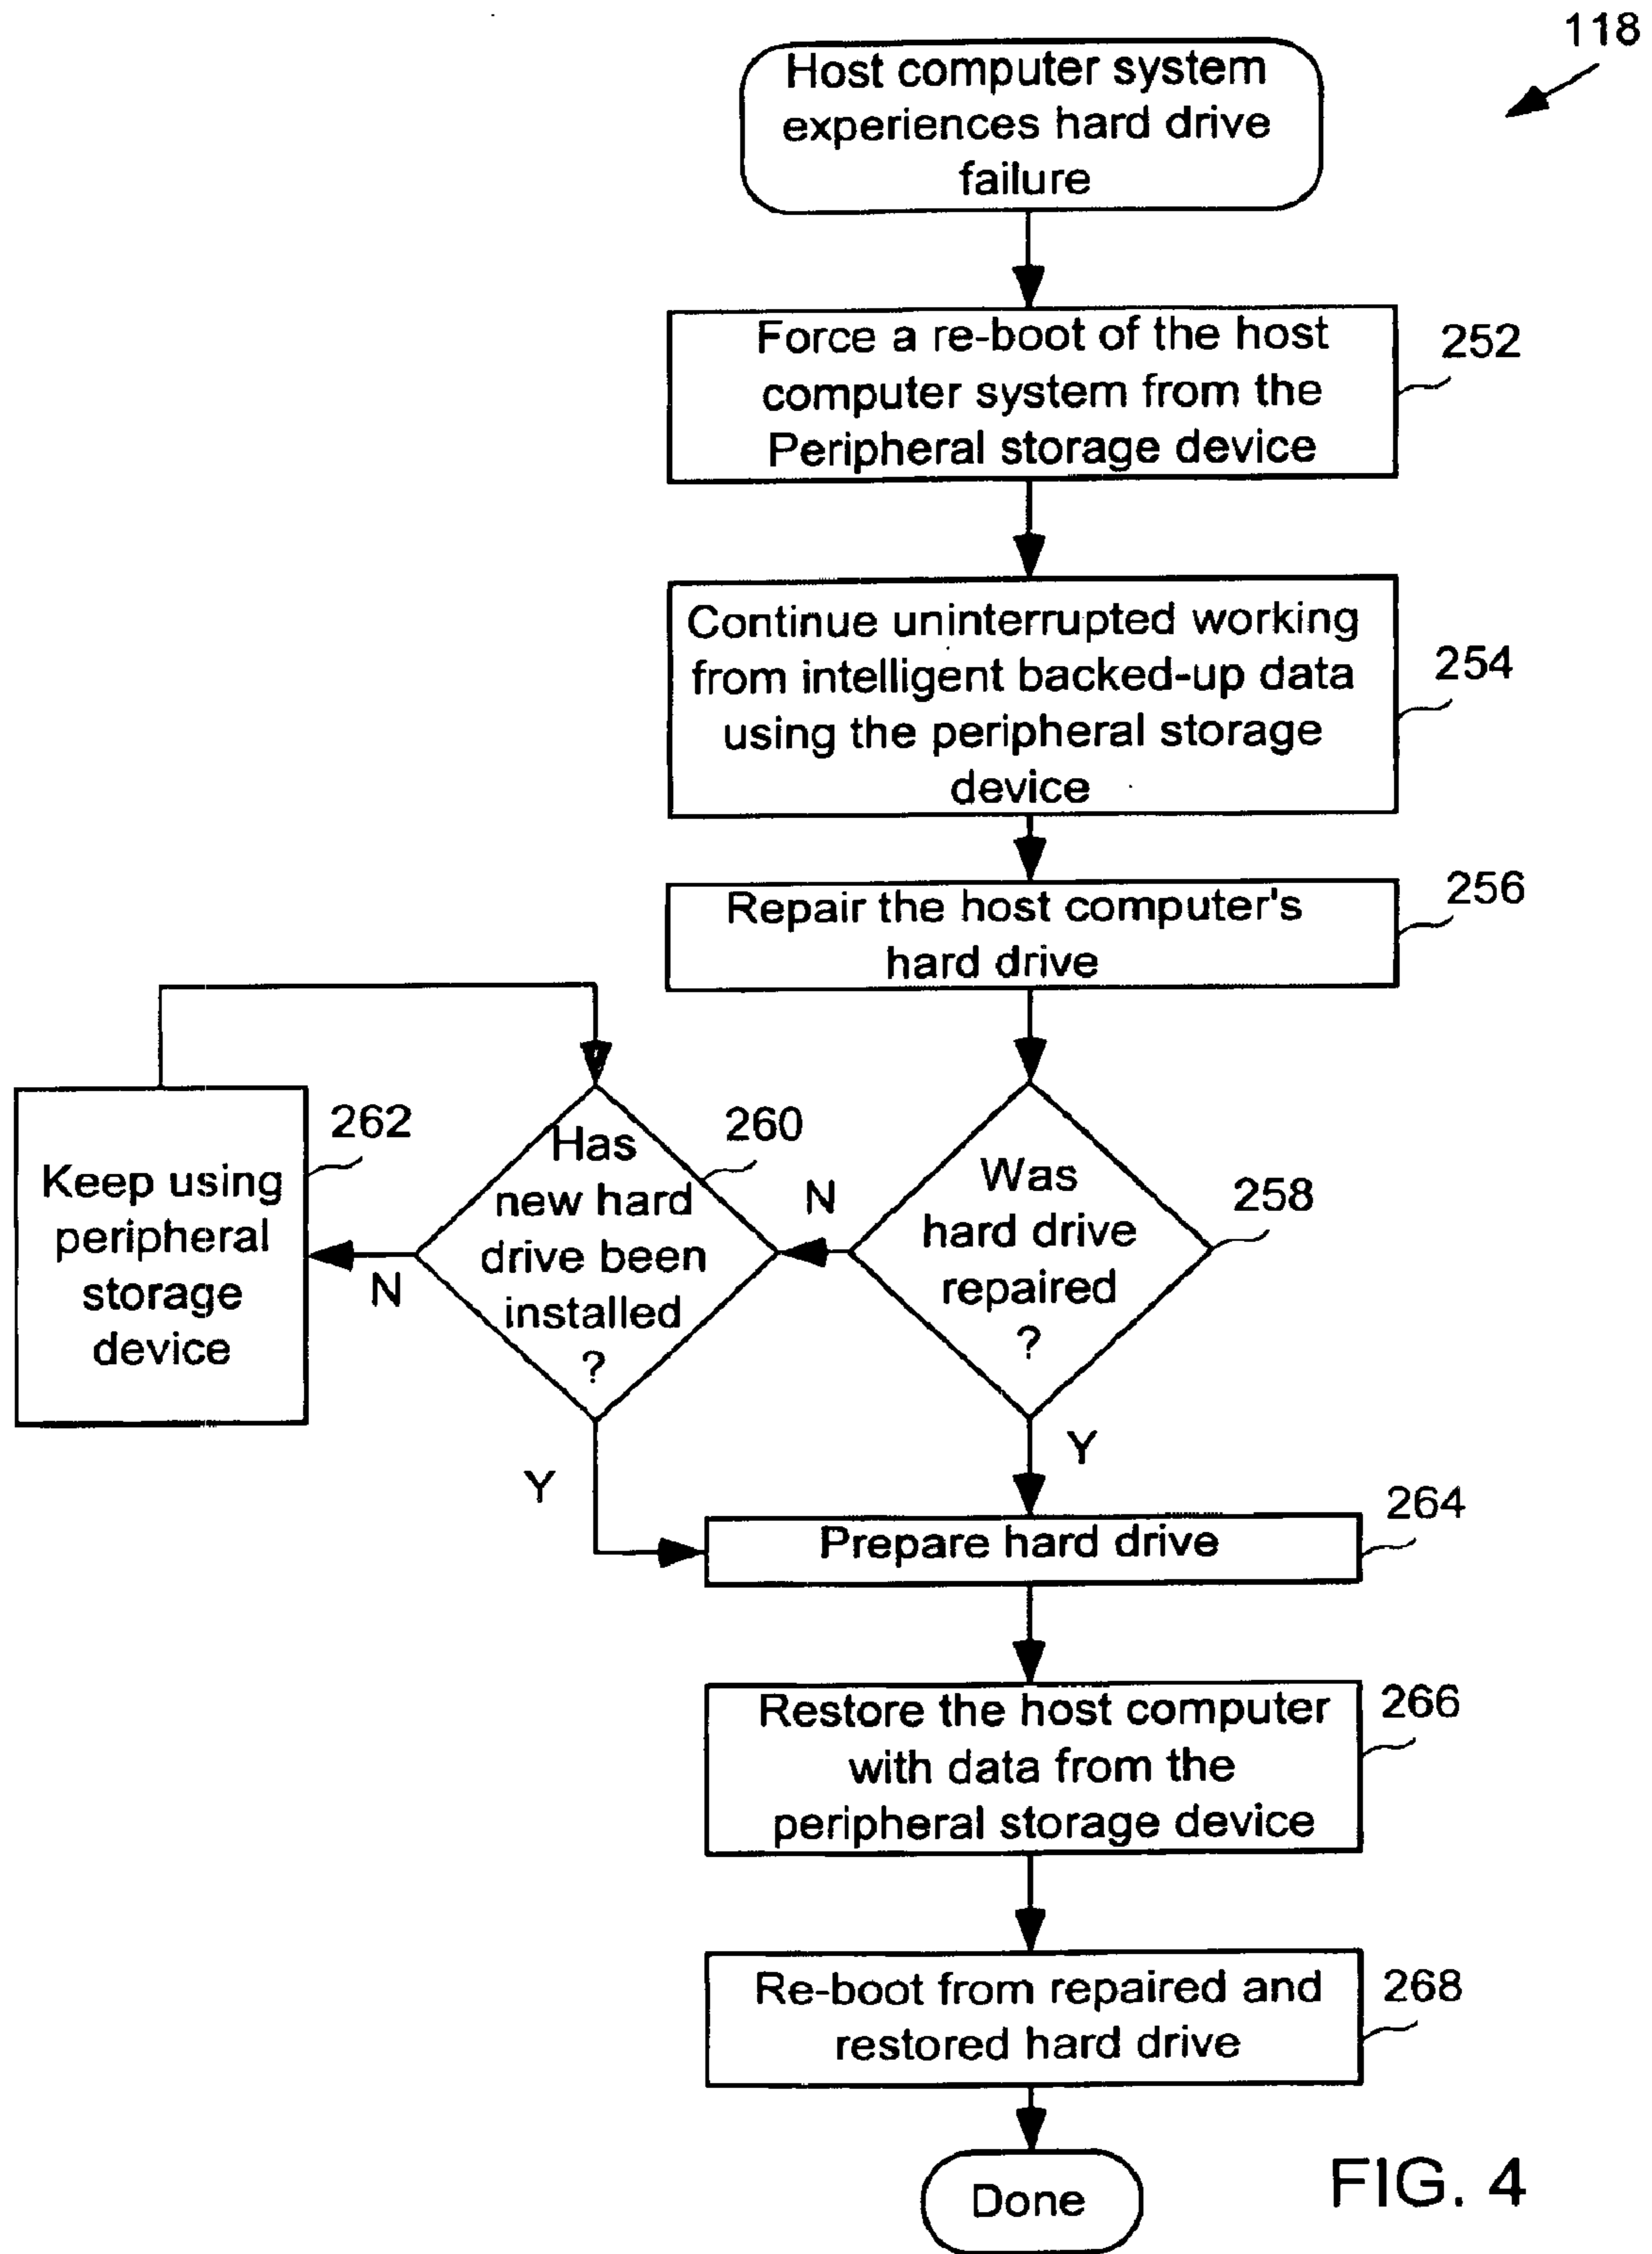 118
Host computer system
experiences hard drive
failure
Force a re-boot of the host
computer system from the
Peripheral storage device
252
Continue uninterrupted working
from intelligent backed-up data
using the peripheral storage
device
254
Repair the host computer's
hard drive
256
Keep using
peripheral
storage
device
262
N
Has
new hard
drive been
installed
?
260
Y
N
Was
hard drive
repaired
?
258
Y
Prepare hard drive
264
Restore the host computer
with data from the
peripheral storage device
266
Re-boot from repaired and
restored hard drive
268
Done
FIG. 4